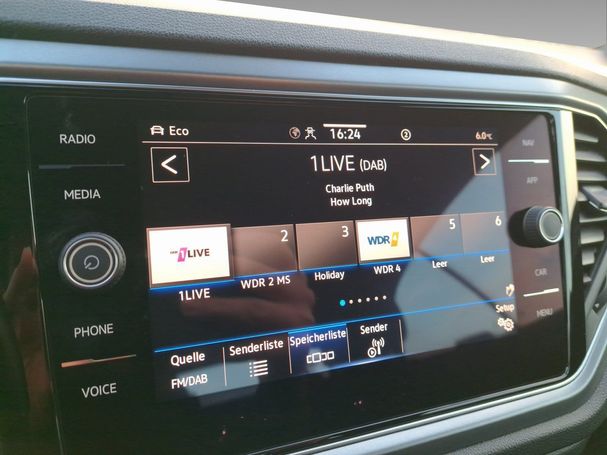 RADIO
MEDIA
PHONE
VOICE
Eco
16:24
2
6.0°C
NAV
APP
CAR
MENU
<
1LIVE (DAB)
>
Charlie Puth
How Long
1LIVE
2
3
WDR 4
5
6
1LIVE
WDR 2 MS
Holiday
WDR 4
Leer
Leer
Setup
Quelle
Senderliste
Speicherliste
Sender
FM/DAB